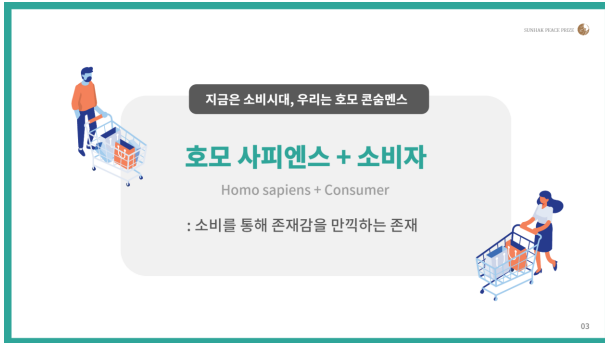 SUNHAK PEACE PRIZE
지금은 소비시대, 우리는 호모 콘숨멘스
호모 사피엔스 + 소비자
Homo sapiens + Consumer
: 소비를 통해 존재감을 만끽하는 존재
03